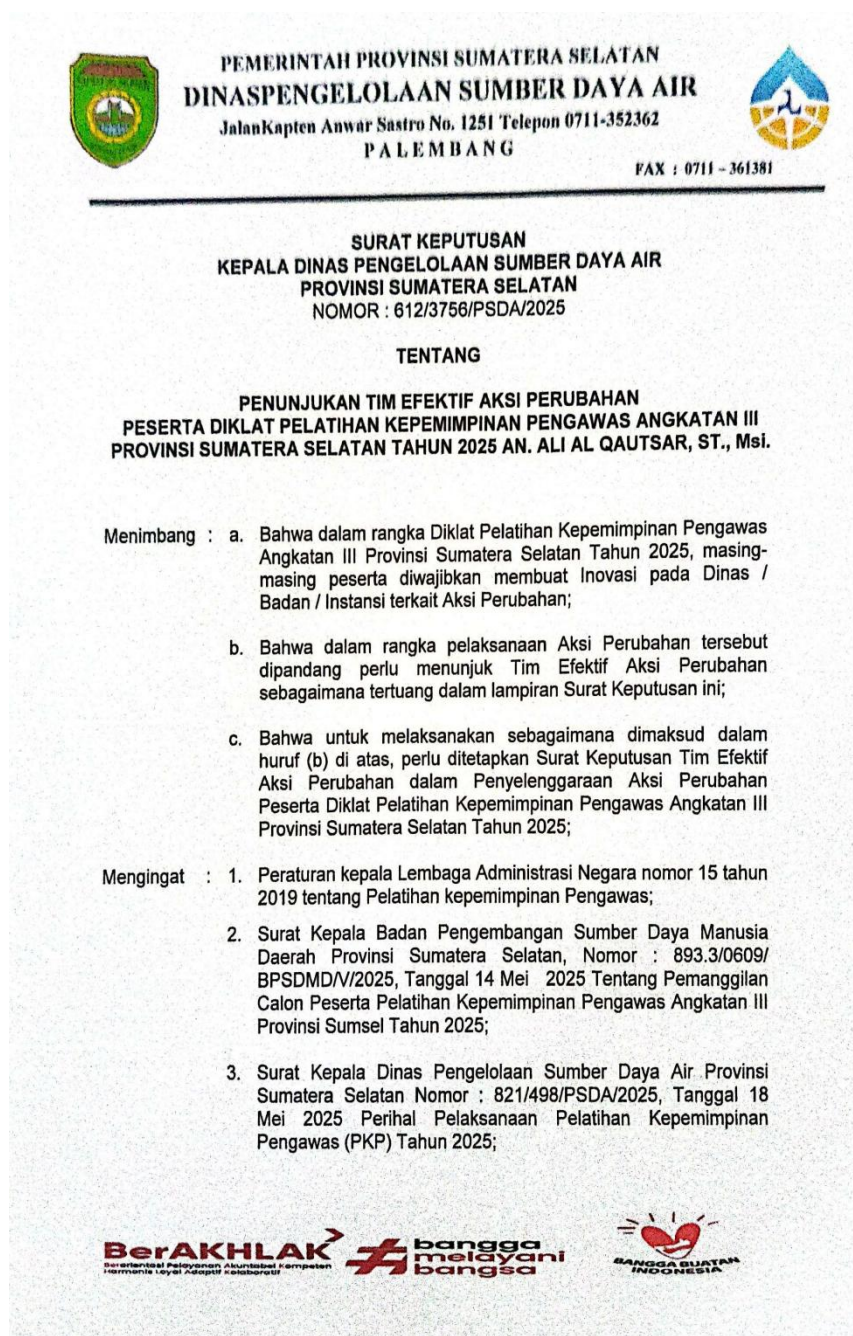 PEMERINTAH PROVINSI SUMATERA SELATAN
DINASPENGELOLAAN SUMBER DAYA AIR
JalanKapten Anwar Sastro No. 1251 Telepon 0711-352362
PALEMBANG
FAX : 0711 – 361381
SURAT KEPUTUSAN
KEPALA DINAS PENGELOLAAN SUMBER DAYA AIR
PROVINSI SUMATERA SELATAN
NOMOR : 612/3756/PSDA/2025
TENTANG
PENUNJUKAN TIM EFEKTIF AKSI PERUBAHAN
PESERTA DIKLAT PELATIHAN KEPEMIMPINAN PENGAWAS ANGKATAN III
PROVINSI SUMATERA SELATAN TAHUN 2025 AN. ALI AL QAUTSAR, ST., Msi.
Menimbang : a. Bahwa dalam rangka Diklat Pelatihan Kepemimpinan Pengawas
Angkatan III Provinsi Sumatera Selatan Tahun 2025, masing-
masing peserta diwajibkan membuat Inovasi pada Dinas /
Badan / Instansi terkait Aksi Perubahan;
b. Bahwa dalam rangka pelaksanaan Aksi Perubahan tersebut
dipandang perlu menunjuk Tim Efektif Aksi Perubahan
sebagaimana tertuang dalam lampiran Surat Keputusan ini;
c. Bahwa untuk melaksanakan sebagaimana dimaksud dalam
huruf (b) di atas, perlu ditetapkan Surat Keputusan Tim Efektif
Aksi Perubahan dalam Penyelenggaraan Aksi Perubahan
Peserta Diklat Pelatihan Kepemimpinan Pengawas Angkatan III
Provinsi Sumatera Selatan Tahun 2025;
Mengingat : 1. Peraturan kepala Lembaga Administrasi Negara nomor 15 tahun
2019 tentang Pelatihan kepemimpinan Pengawas;
2. Surat Kepala Badan Pengembangan Sumber Daya Manusia
Daerah Provinsi Sumatera Selatan, Nomor : 893.3/0609/
BPSDMD/V/2025, Tanggal 14 Mei 2025 Tentang Pemanggilan
Calon Peserta Pelatihan Kepemimpinan Pengawas Angkatan III
Provinsi Sumsel Tahun 2025;
3. Surat Kepala Dinas Pengelolaan Sumber Daya Air Provinsi
Sumatera Selatan Nomor : 821/498/PSDA/2025, Tanggal 18
Mei 2025 Perihal Pelaksanaan Pelatihan Kepemimpinan
Pengawas (PKP) Tahun 2025;
BerAKHLAK
Berorientasi Pelayanan Akuntabel Kompeten
Harmonis Loyal Adaptif Kolaboratif
bangga
melayani
bangsa
BANGGA BUATAN
INDONESIA